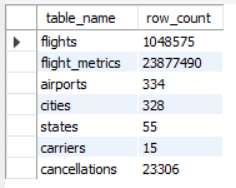 table_name row_count
flights 1048575
flight_metrics 23877490
airports 334
cities 328
states 55
carriers 15
cancellations 23306